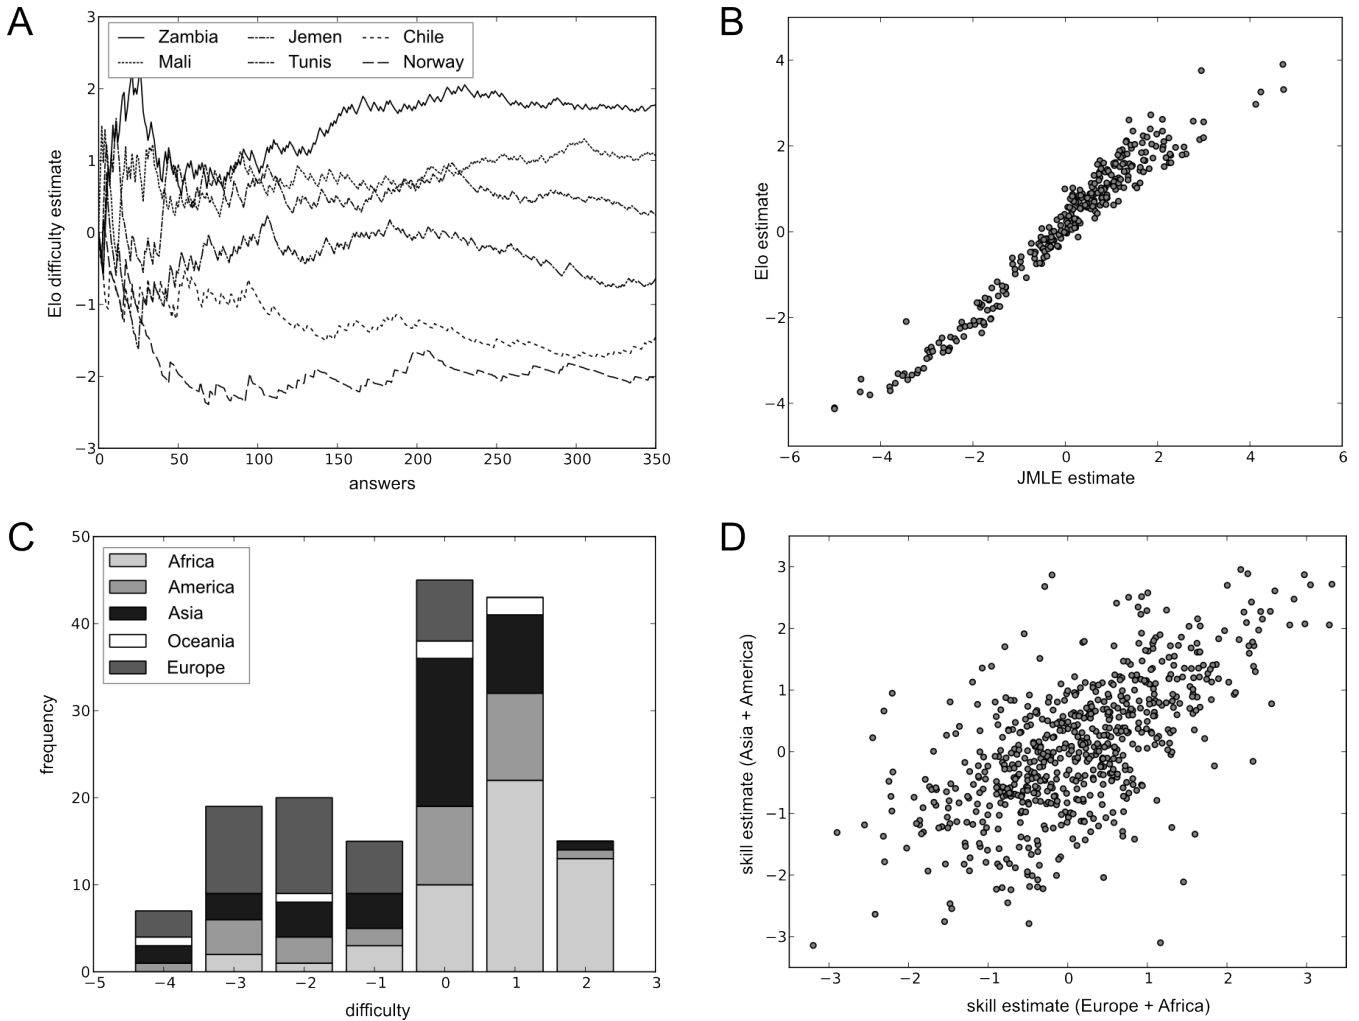 A
3
2
1
0
−1
−2
−3
Elo difficulty estimate
Zambia
Mali
Jemen
Tunis
Chile
Norway
0
50
100
150
200
250
300
350
answers
B
4
2
0
−2
−4
Elo estimate
−6
−4
−2
0
2
4
6
JMLE estimate
C
50
40
30
20
10
0
frequency
Africa
America
Asia
Oceania
Europe
−5
−4
−3
−2
−1
0
1
2
3
difficulty
D
3
2
1
0
−1
−2
−3
skill estimate (Asia + America)
−3
−2
−1
0
1
2
3
skill estimate (Europe + Africa)